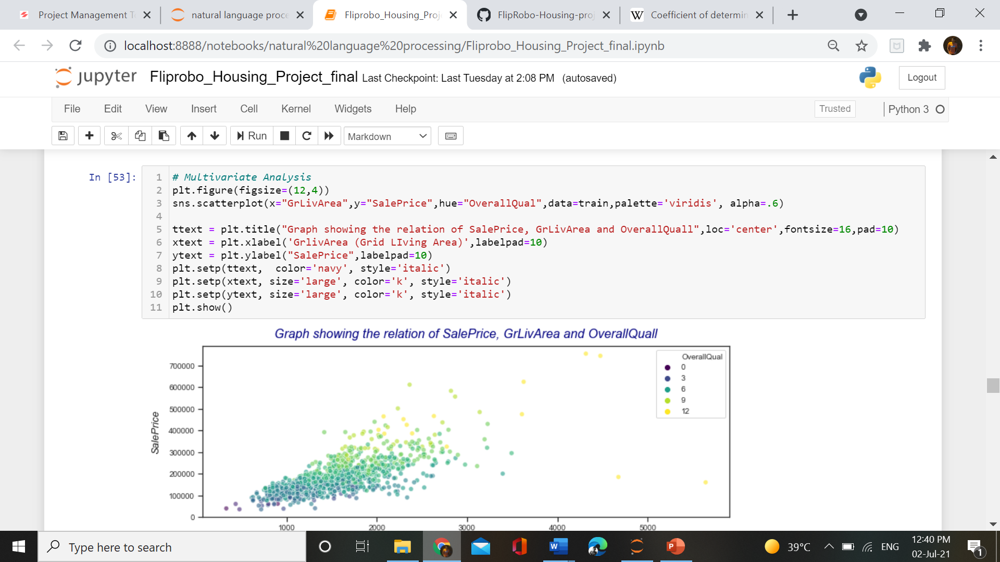 Project Management T
natural language proce
Fliprobo_Housing_Proj
FlipRobo-Housing-proj
W Coefficient of determin
localhost:8888/notebooks/natural%20language%20processing/Fliprobo_Housing_Project_final.ipynb
jupyter Fliprobo_Housing_Project_final Last Checkpoint: Last Tuesday at 2:08 PM (autosaved)
Logout
File Edit View Insert Cell Kernel Widgets Help
Trusted
Python 3
Run
Markdown
In [53]:
1 # Multivariate Analysis
2 plt.figure(figsize=(12,4))
3 sns.scatterplot(x="GrLivArea",y="SalePrice",hue="OverallQual",data=train,palette='viridis', alpha=.6)
4
5 ttext = plt.title("Graph showing the relation of SalePrice, GrLivArea and OverallQuall",loc='center',fontsize=16,pad=10)
6 xtext = plt.xlabel('GrlivArea (Grid LIving Area)',labelpad=10)
7 ytext = plt.ylabel("SalePrice",labelpad=10)
8 plt.setp(ttext,  color='navy', style='italic')
9 plt.setp(xtext, size='large', color='k', style='italic')
10 plt.setp(ytext, size='large', color='k', style='italic')
11 plt.show()
Graph showing the relation of SalePrice, GrLivArea and OverallQuall
SalePrice
700000
600000
500000
400000
300000
200000
100000
0
1000 2000 3000 4000 5000
OverallQual
0
3
6
9
12
Type here to search
W
P
39°C
ENG
12:40 PM
02-Jul-21
1